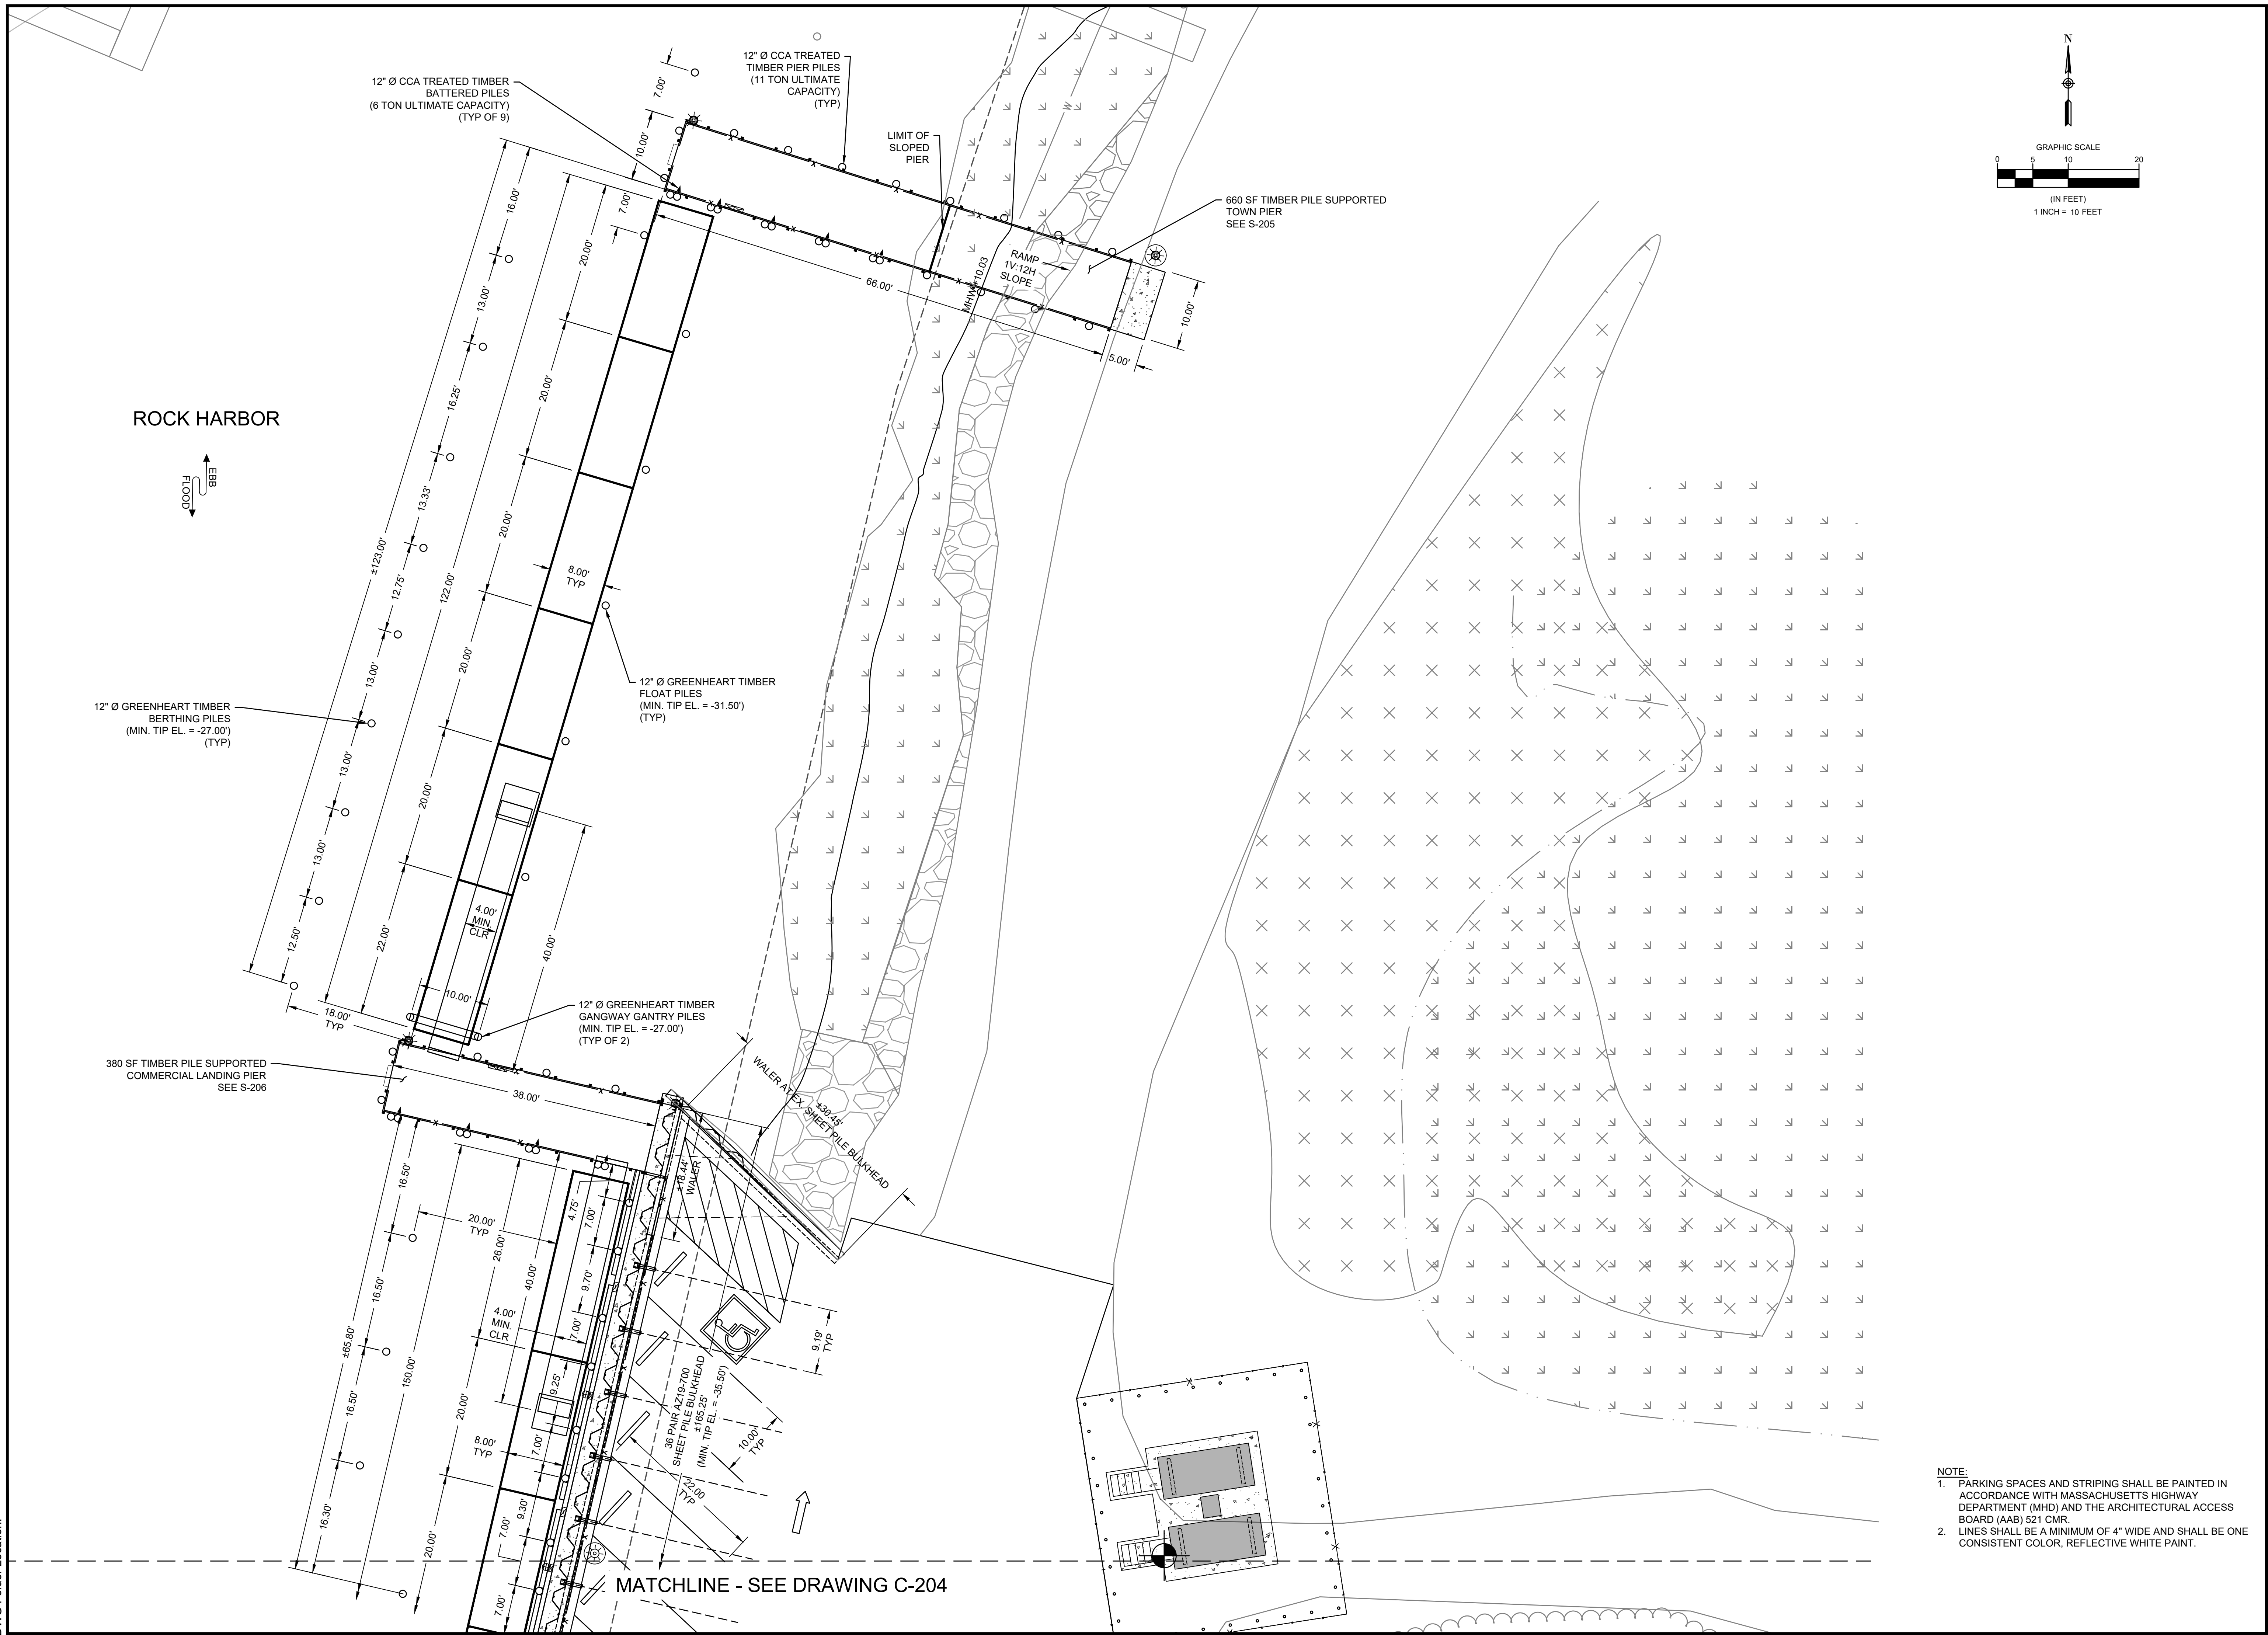 12" Ø CCA TREATED
TIMBER PIER PILES
(11 TON ULTIMATE
CAPACITY)
(TYP)
12" Ø CCA TREATED TIMBER
BATTERED PILES
(6 TON ULTIMATE CAPACITY)
(TYP OF 9)
7.00'
10.00'
LIMIT OF
SLOPED
PIER
N
GRAPHIC SCALE
0 5 10 20
(IN FEET)
1 INCH = 10 FEET
660 SF TIMBER PILE SUPPORTED
TOWN PIER
SEE S-205
RAMP
1V:12H
SLOPE
MHW=10.03
66.00'
10.00'
5.00'
16.00'
7.00'
20.00'
13.00'
20.00'
16.25'
ROCK HARBOR
EBB
FLOOD
13.33'
20.00'
±123.00'
122.00'
12.75'
8.00'
TYP
20.00'
13.00'
12" Ø GREENHEART TIMBER
FLOAT PILES
(MIN. TIP EL. = -31.50')
(TYP)
12" Ø GREENHEART TIMBER
BERTHING PILES
(MIN. TIP EL. = -27.00')
(TYP)
13.00'
20.00'
13.00'
12.50'
22.00'
4.00'
MIN.
CLR
40.00'
10.00'
18.00'
TYP
12" Ø GREENHEART TIMBER
GANGWAY GANTRY PILES
(MIN. TIP EL. = -27.00')
(TYP OF 2)
380 SF TIMBER PILE SUPPORTED
COMMERCIAL LANDING PIER
SEE S-206
38.00'
WALER AT EX. SHEET PILE BULKHEAD
±30.45'
±18.44'
WALER
16.50'
20.00'
TYP
26.00'
40.00'
4.75'
7.00'
9.70'
4.00'
MIN.
CLR
7.00'
16.50'
±65.80'
150.00'
9.25'
9.19'
TYP
36 PAIR AZ19-700
SHEET PILE BULKHEAD
±165.25'
(MIN. TIP EL. = -35.50')
16.50'
20.00'
8.00'
TYP
7.00'
10.00'
TYP
22.00
TYP
9.30'
7.00'
16.30'
20.00'
7.00'
MATCHLINE - SEE DRAWING C-204
NOTE:
1. PARKING SPACES AND STRIPING SHALL BE PAINTED IN
ACCORDANCE WITH MASSACHUSETTS HIGHWAY
DEPARTMENT (MHD) AND THE ARCHITECTURAL ACCESS
BOARD (AAB) 521 CMR.
2. LINES SHALL BE A MINIMUM OF 4" WIDE AND SHALL BE ONE
CONSISTENT COLOR, REFLECTIVE WHITE PAINT.